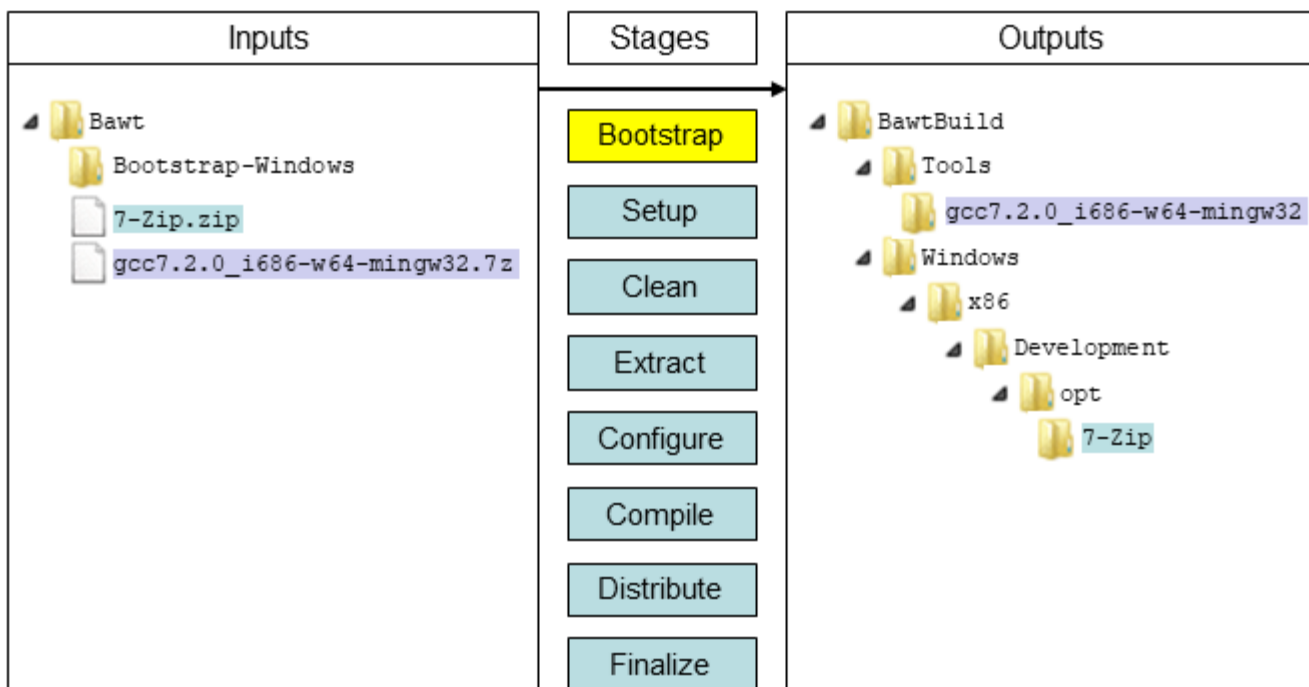 Inputs
Bawt
Bootstrap-Windows
7-Zip.zip
gcc7.2.0_i686-w64-mingw32.7z
Stages
Bootstrap
Setup
Clean
Extract
Configure
Compile
Distribute
Finalize
Outputs
BawtBuild
Tools
gcc7.2.0_i686-w64-mingw32
Windows
x86
Development
opt
7-Zip